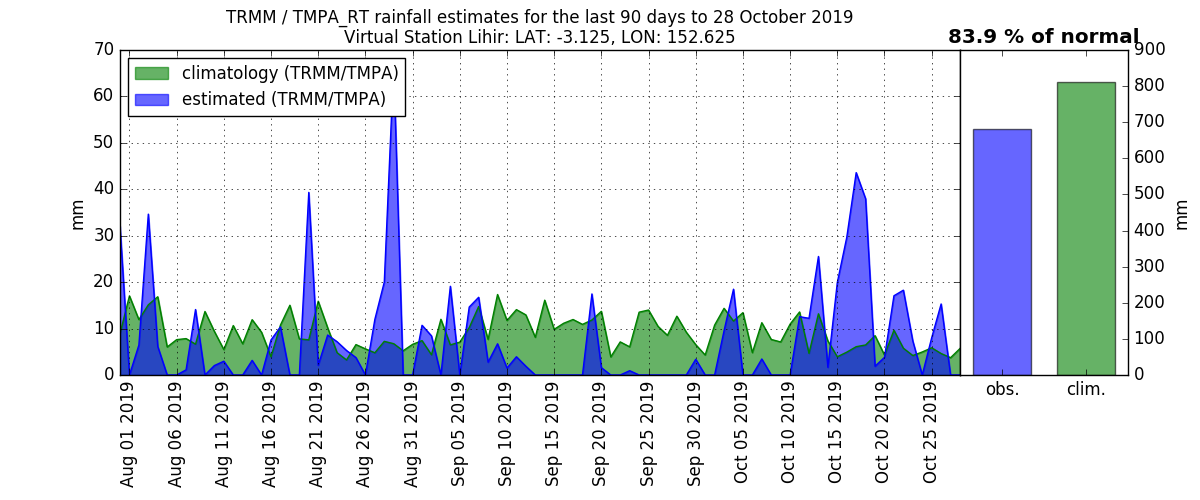 TRMM / TMPA_RT rainfall estimates for the last 90 days to 28 October 2019
Virtual Station Lihir: LAT: -3.125, LON: 152.625
83.9 % of normal
climatology (TRMM/TMPA)
estimated (TRMM/TMPA)
mm
70
60
50
40
30
20
10
0
Aug 01 2019
Aug 06 2019
Aug 11 2019
Aug 16 2019
Aug 21 2019
Aug 26 2019
Aug 31 2019
Sep 05 2019
Sep 10 2019
Sep 15 2019
Sep 20 2019
Sep 25 2019
Sep 30 2019
Oct 05 2019
Oct 10 2019
Oct 15 2019
Oct 20 2019
Oct 25 2019
obs.
clim.
900
800
700
600
500
400
300
200
100
0
mm